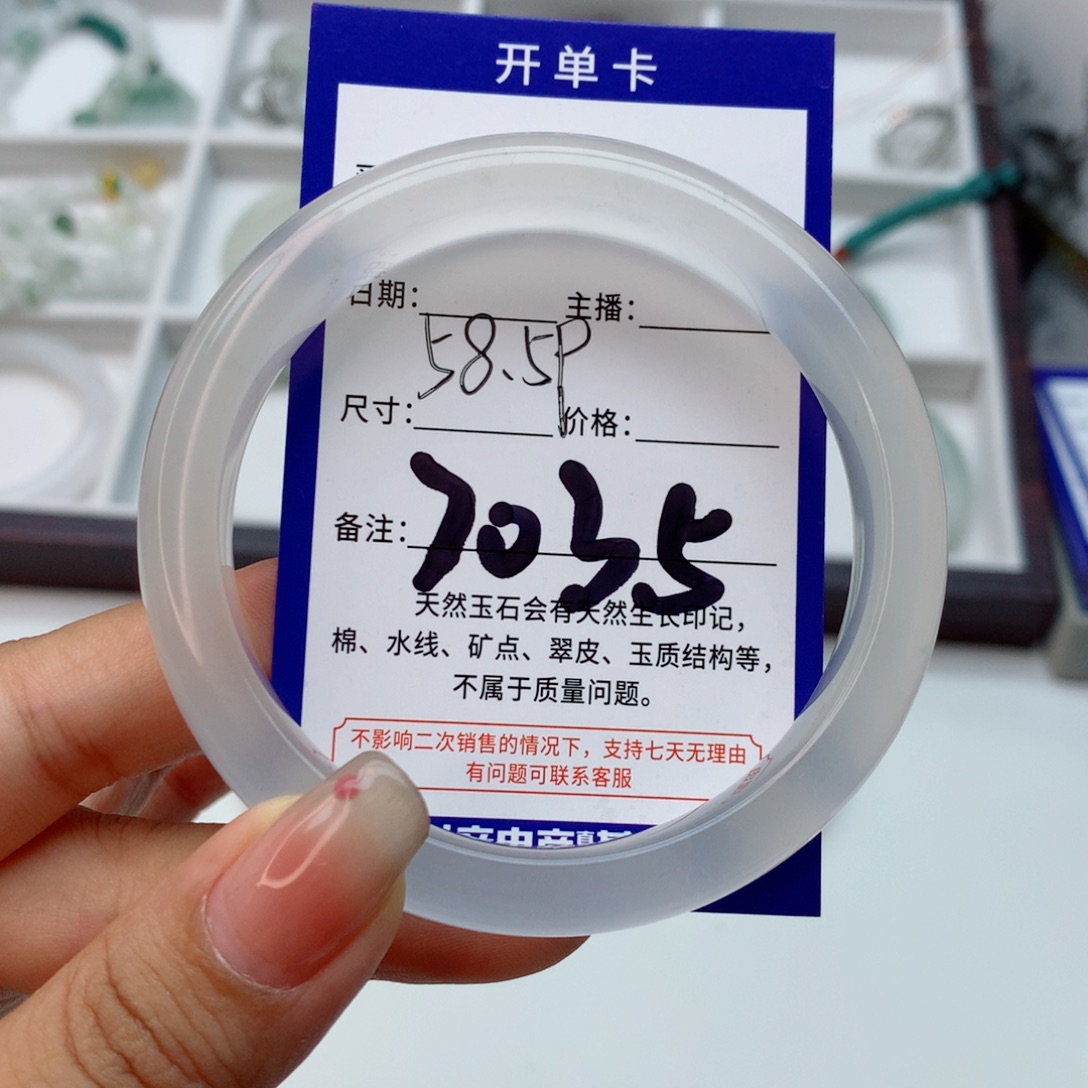 开单卡
日期： 主播：
58.5P
尺寸： 价格：
备注： 7035
天然玉石会有天然生长印记，
棉、水线、矿点、翠皮、玉质结构等，
不属于质量问题。
不影响二次销售的情况下，支持七天无理由
有问题可联系客服